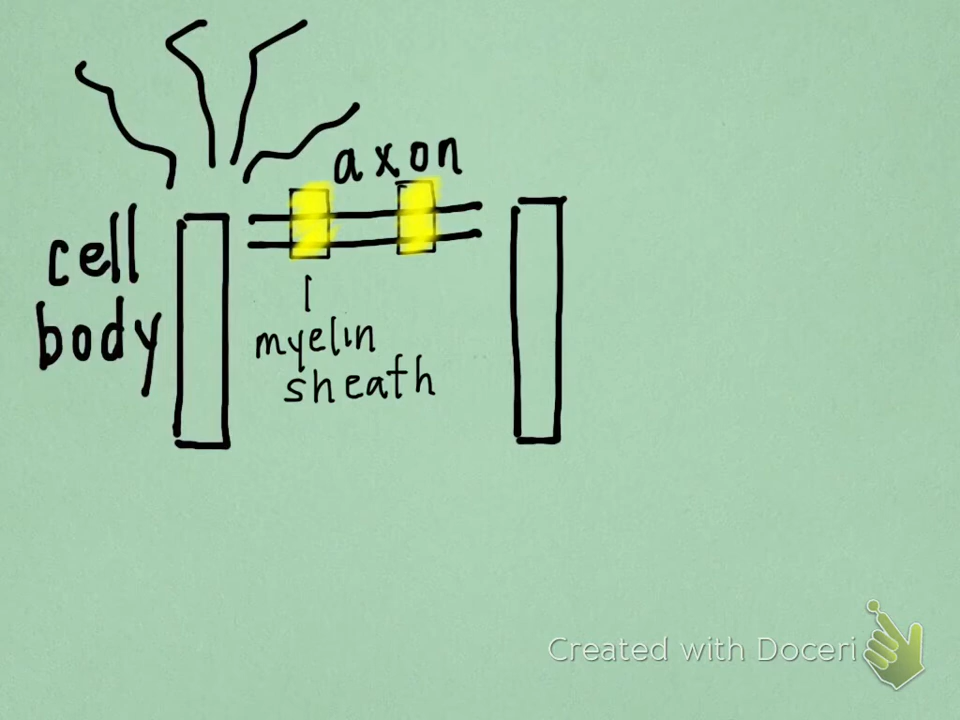 axon
cell
body
myelin
sheath
Created with Doceri